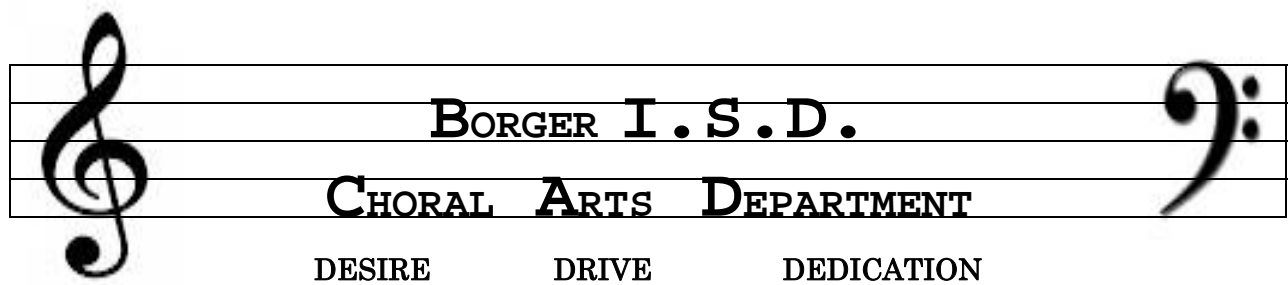 BORGER I.S.D.
CHORAL ARTS DEPARTMENT
DESIRE DRIVE DEDICATION